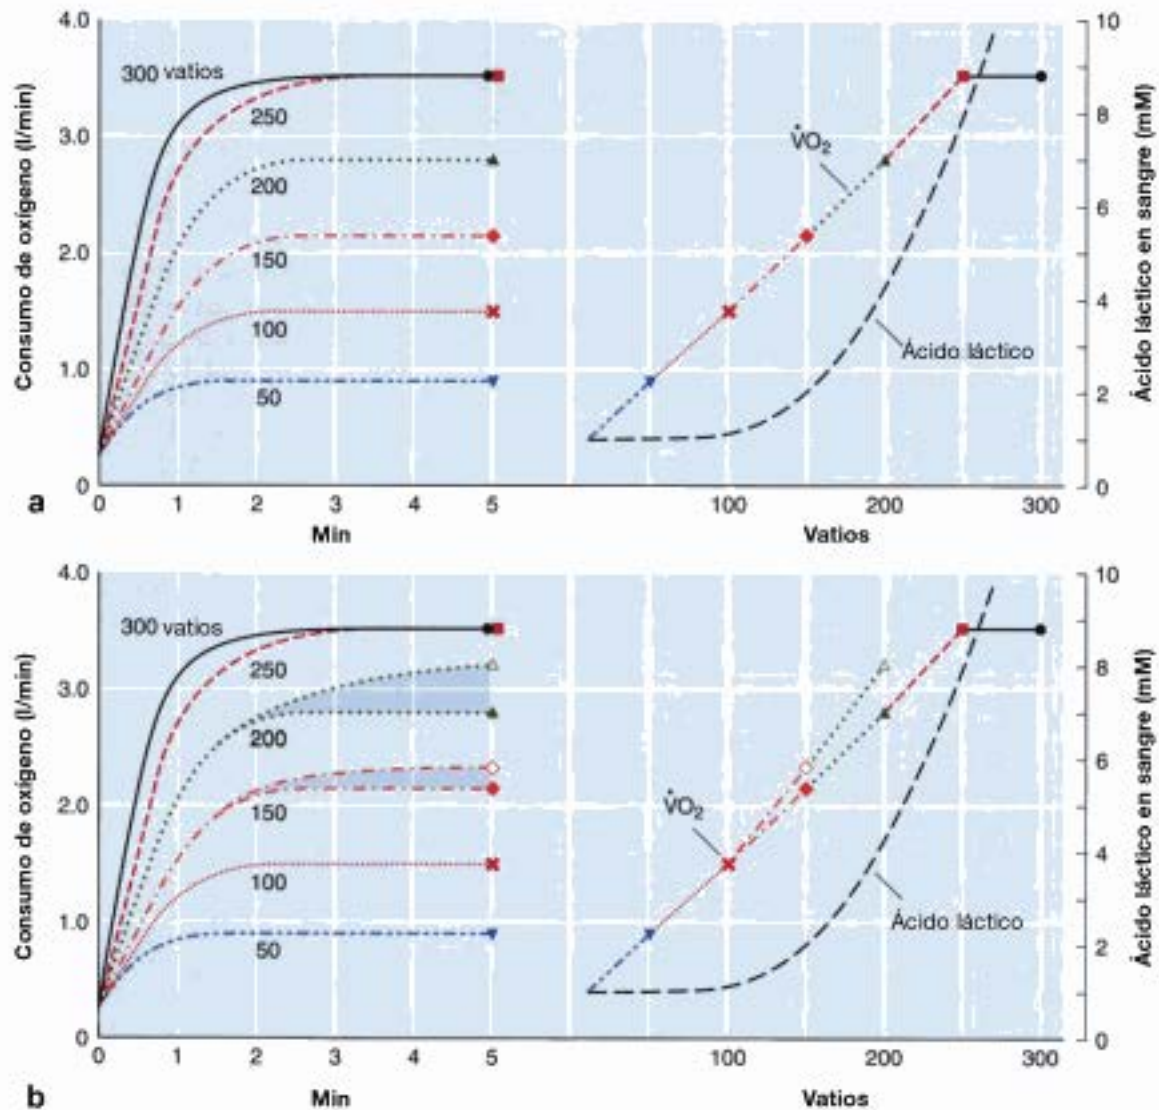 4.0
3.0
2.0
1.0
0
Consumo de oxígeno (l/min)
300 vatios
250
200
150
100
50
0 1 2 3 4 5
Min
V̇O2
Ácido láctico
100 200 300
Vatios
10
8
6
4
2
0
Ácido láctico en sangre (mM)
a
4.0
3.0
2.0
1.0
0
Consumo de oxígeno (l/min)
300 vatios
250
200
150
100
50
0 1 2 3 4 5
Min
V̇O2
Ácido láctico
100 200 300
Vatios
10
8
6
4
2
0
Ácido láctico en sangre (mM)
b